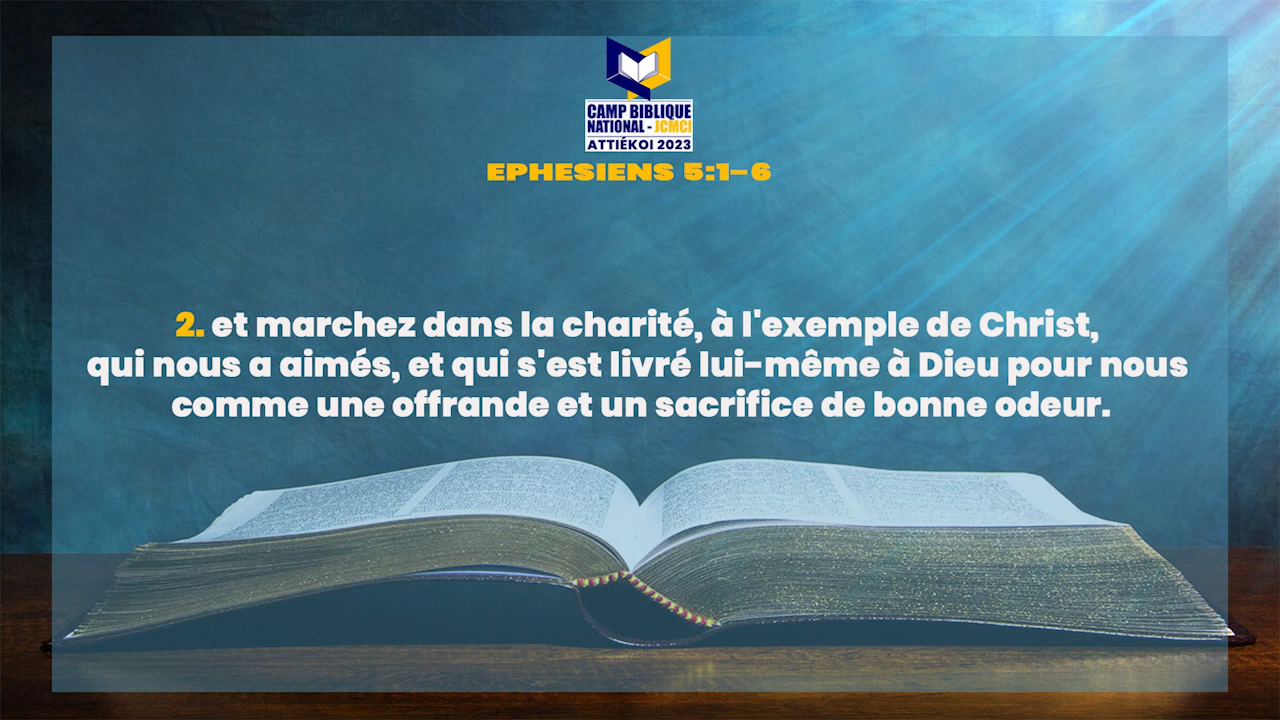 CAMP BIBLIQUE
NATIONAL - JCMCI
ATTIÉKOI 2023
EPHESIENS 5:1-6
2. et marchez dans la charité, à l'exemple de Christ,
qui nous a aimés, et qui s'est livré lui-même à Dieu pour nous
comme une offrande et un sacrifice de bonne odeur.